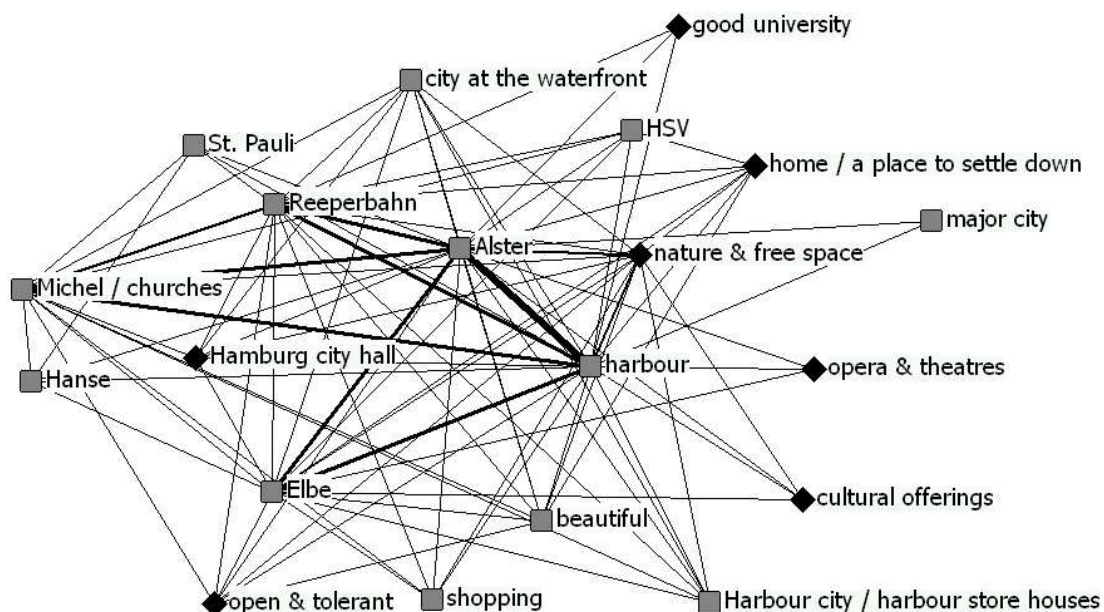 good university
city at the waterfront
HSV
St. Pauli
home / a place to settle down
Reeperbahn
major city
Alster
nature & free space
Michel / churches
Hamburg city hall
harbour
opera & theatres
Hanse
Elbe
cultural offerings
beautiful
open & tolerant
shopping
Harbour city / harbour store houses